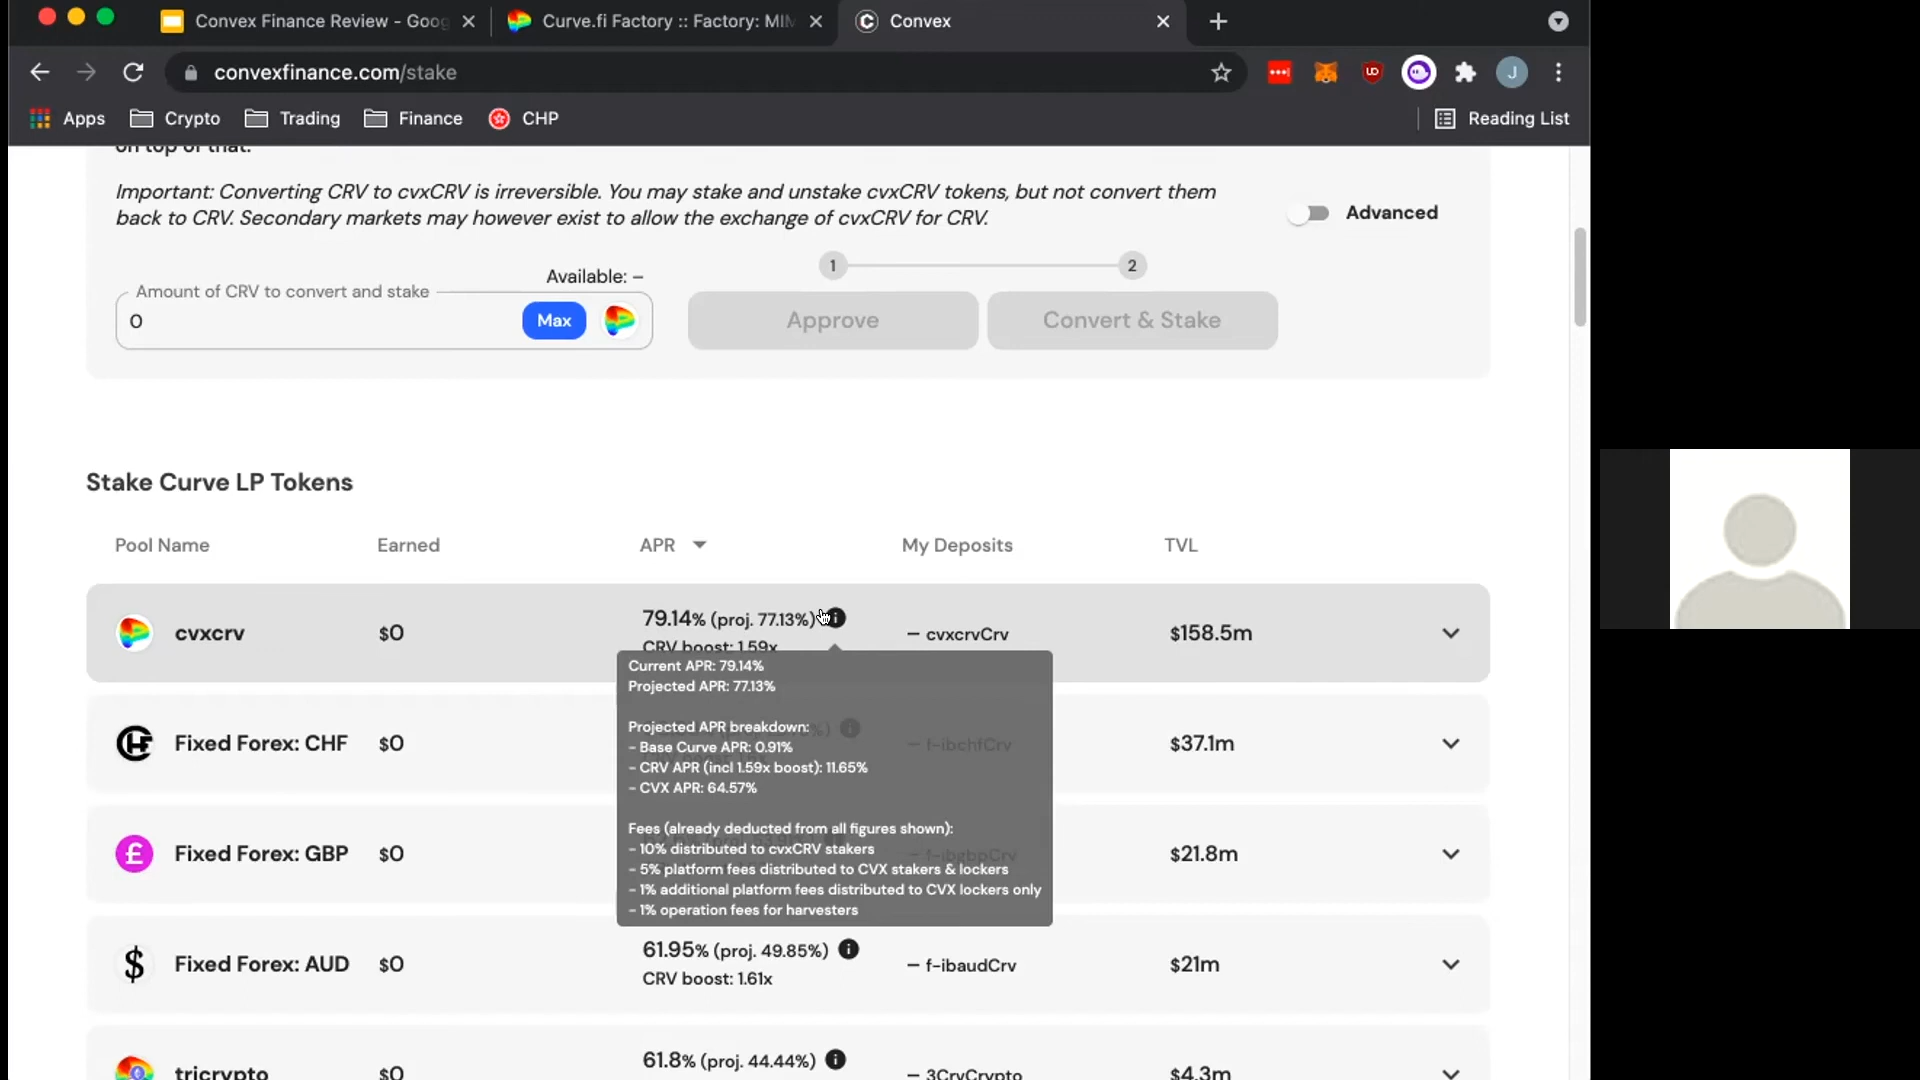 Convex Finance Review - Goog
Curve.fi Factory :: Factory: MIM
Convex
convexfinance.com/stake
J
Apps
Crypto
Trading
Finance
CHP
Reading List
on top of that.
Important: Converting CRV to cvxCRV is irreversible. You may stake and unstake cvxCRV tokens, but not convert them
back to CRV. Secondary markets may however exist to allow the exchange of cvxCRV for CRV.
Advanced
Available: –
1
2
Amount of CRV to convert and stake
0
Max
Approve
Convert & Stake
Stake Curve LP Tokens
Pool Name Earned APR My Deposits TVL
cvxcrv $0 79.14% (proj. 77.13%) – cvxcrvCrv $158.5m
CRV boost: 1.59x
Current APR: 79.14%
Projected APR: 77.13%
Projected APR breakdown:
- Base Curve APR: 0.91%
- CRV APR (incl 1.59x boost): 11.65%
- CVX APR: 64.57%
Fees (already deducted from all figures shown):
- 10% distributed to cvxCRV stakers
- 5% platform fees distributed to CVX stakers & lockers
- 1% additional platform fees distributed to CVX lockers only
- 1% operation fees for harvesters
Fixed Forex: CHF $0 – f-ibchfCrv $37.1m
Fixed Forex: GBP $0 – f-ibgbpCrv $21.8m
Fixed Forex: AUD $0 61.95% (proj. 49.85%) – f-ibaudCrv $21m
CRV boost: 1.61x
tricrypto $0 61.8% (proj. 44.44%) – 3CrvCrypto $4.3m